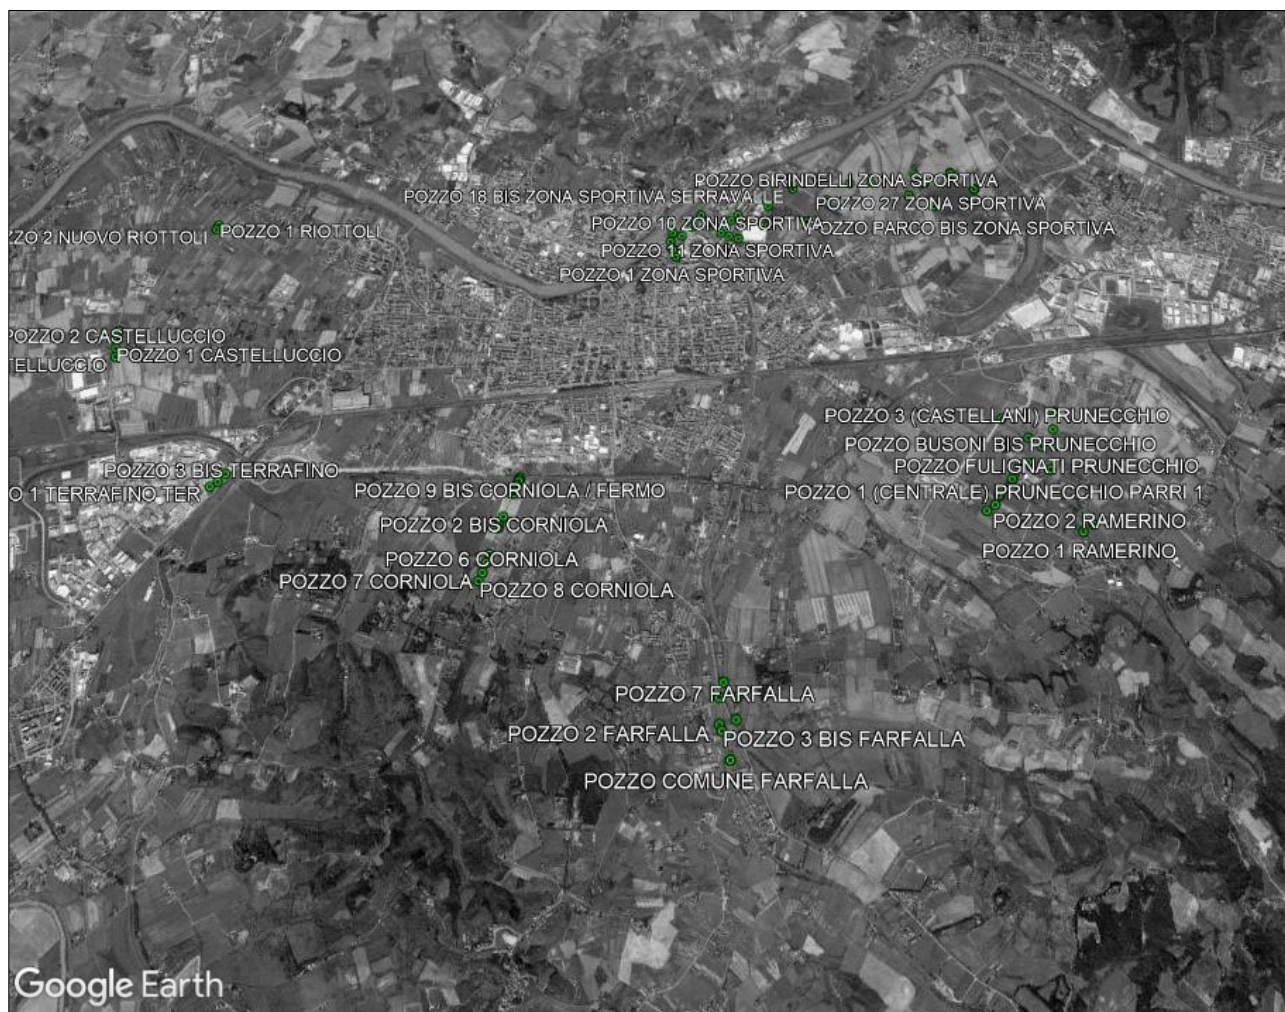 POZZO BIRINDELLI ZONA SPORTIVA
POZZO 18 BIS ZONA SPORTIVA SERRAVALLE
POZZO 27 ZONA SPORTIVA
POZZO 10 ZONA SPORTIVA
OZZO PARCO BIS ZONA SPORTIVA
ZZO 2 NUOVO RIOTTOLI
POZZO 1 RIOTTOLI
POZZO 11 ZONA SPORTIVA
POZZO 1 ZONA SPORTIVA
POZZO 2 CASTELLUCCIO
POZZO 1 CASTELLUCCIO
TELLUCCIO
POZZO 3 (CASTELLANI) PRUNECCHIO
POZZO BUSONI BIS PRUNECCHIO
POZZO FULIGNATI PRUNECCHIO
POZZO 3 BIS TERRAFINO
O 1 TERRAFINO TER
POZZO 9 BIS CORNIOLA / FERMO
POZZO 1 (CENTRALE) PRUNECCHIO PARRI 1
POZZO 2 BIS CORNIOLA
POZZO 2 RAMERINO
POZZO 1 RAMERINO
POZZO 6 CORNIOLA
POZZO 7 CORNIOLA
POZZO 8 CORNIOLA
POZZO 7 FARFALLA
POZZO 2 FARFALLA
POZZO 3 BIS FARFALLA
POZZO COMUNE FARFALLA
Google Earth